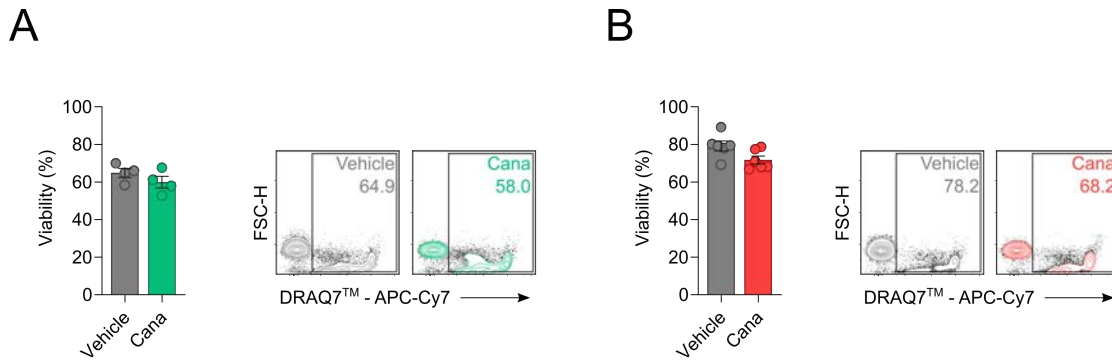 A
B
Viability (%)
100
80
60
40
20
0
Vehicle
Cana
FSC-H
Vehicle
64.9
Cana
58.0
DRAQ7TM - APC-Cy7
Viability (%)
100
80
60
40
20
0
Vehicle
Cana
FSC-H
Vehicle
78.2
Cana
68.2
DRAQ7TM - APC-Cy7